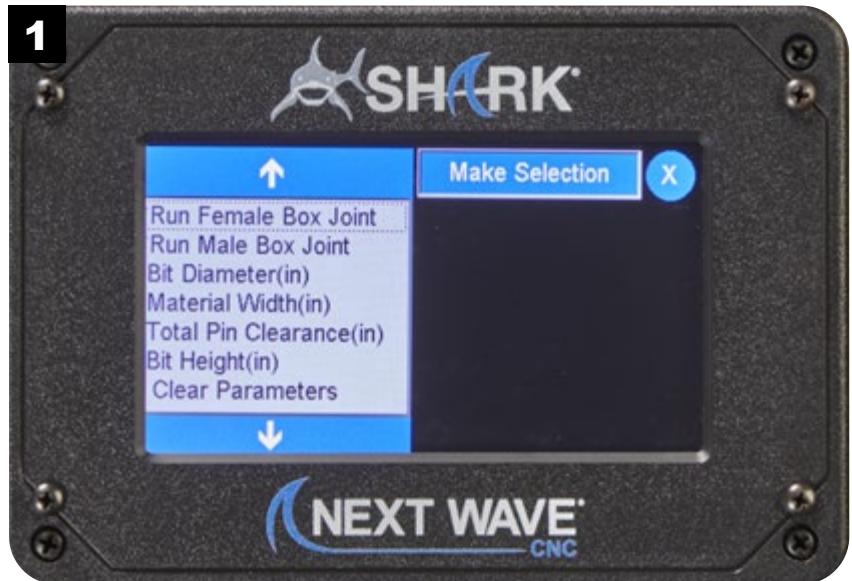 1
SHARK
Make Selection
X
Run Female Box Joint
Run Male Box Joint
Bit Diameter(in)
Material Width(in)
Total Pin Clearance(in)
Bit Height(in)
Clear Parameters
NEXT WAVE
CNC